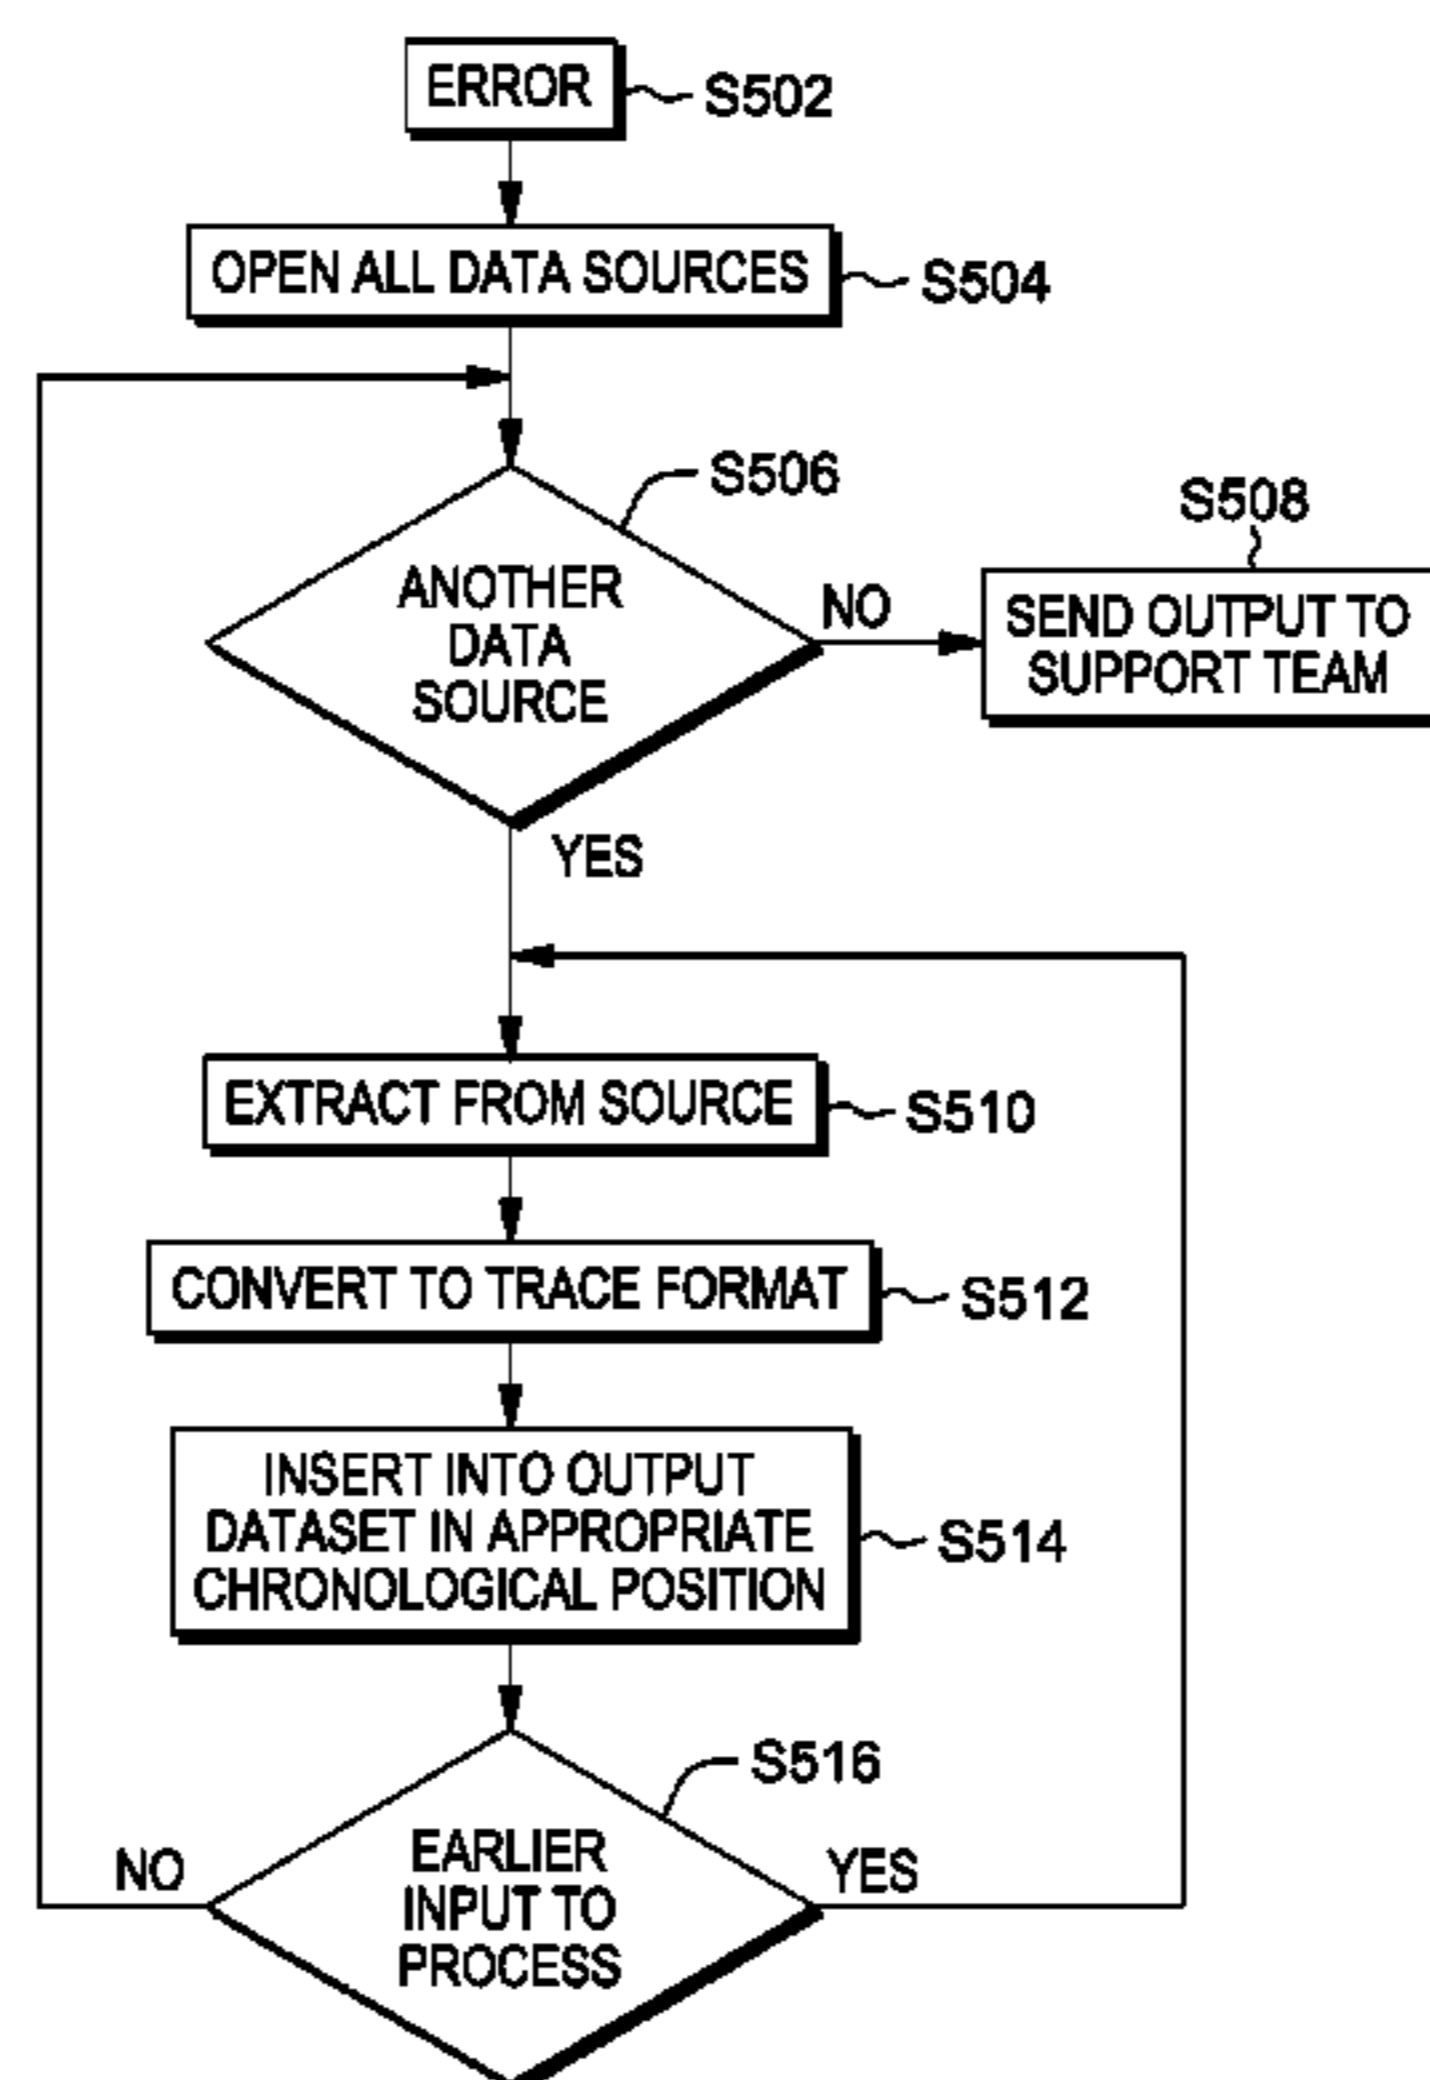 ERROR
S502
OPEN ALL DATA SOURCES
S504
S506
ANOTHER
DATA
SOURCE
NO
S508
SEND OUTPUT TO
SUPPORT TEAM
YES
EXTRACT FROM SOURCE
S510
CONVERT TO TRACE FORMAT
S512
INSERT INTO OUTPUT
DATASET IN APPROPRIATE
CHRONOLOGICAL POSITION
S514
S516
EARLIER
INPUT TO
PROCESS
NO
YES